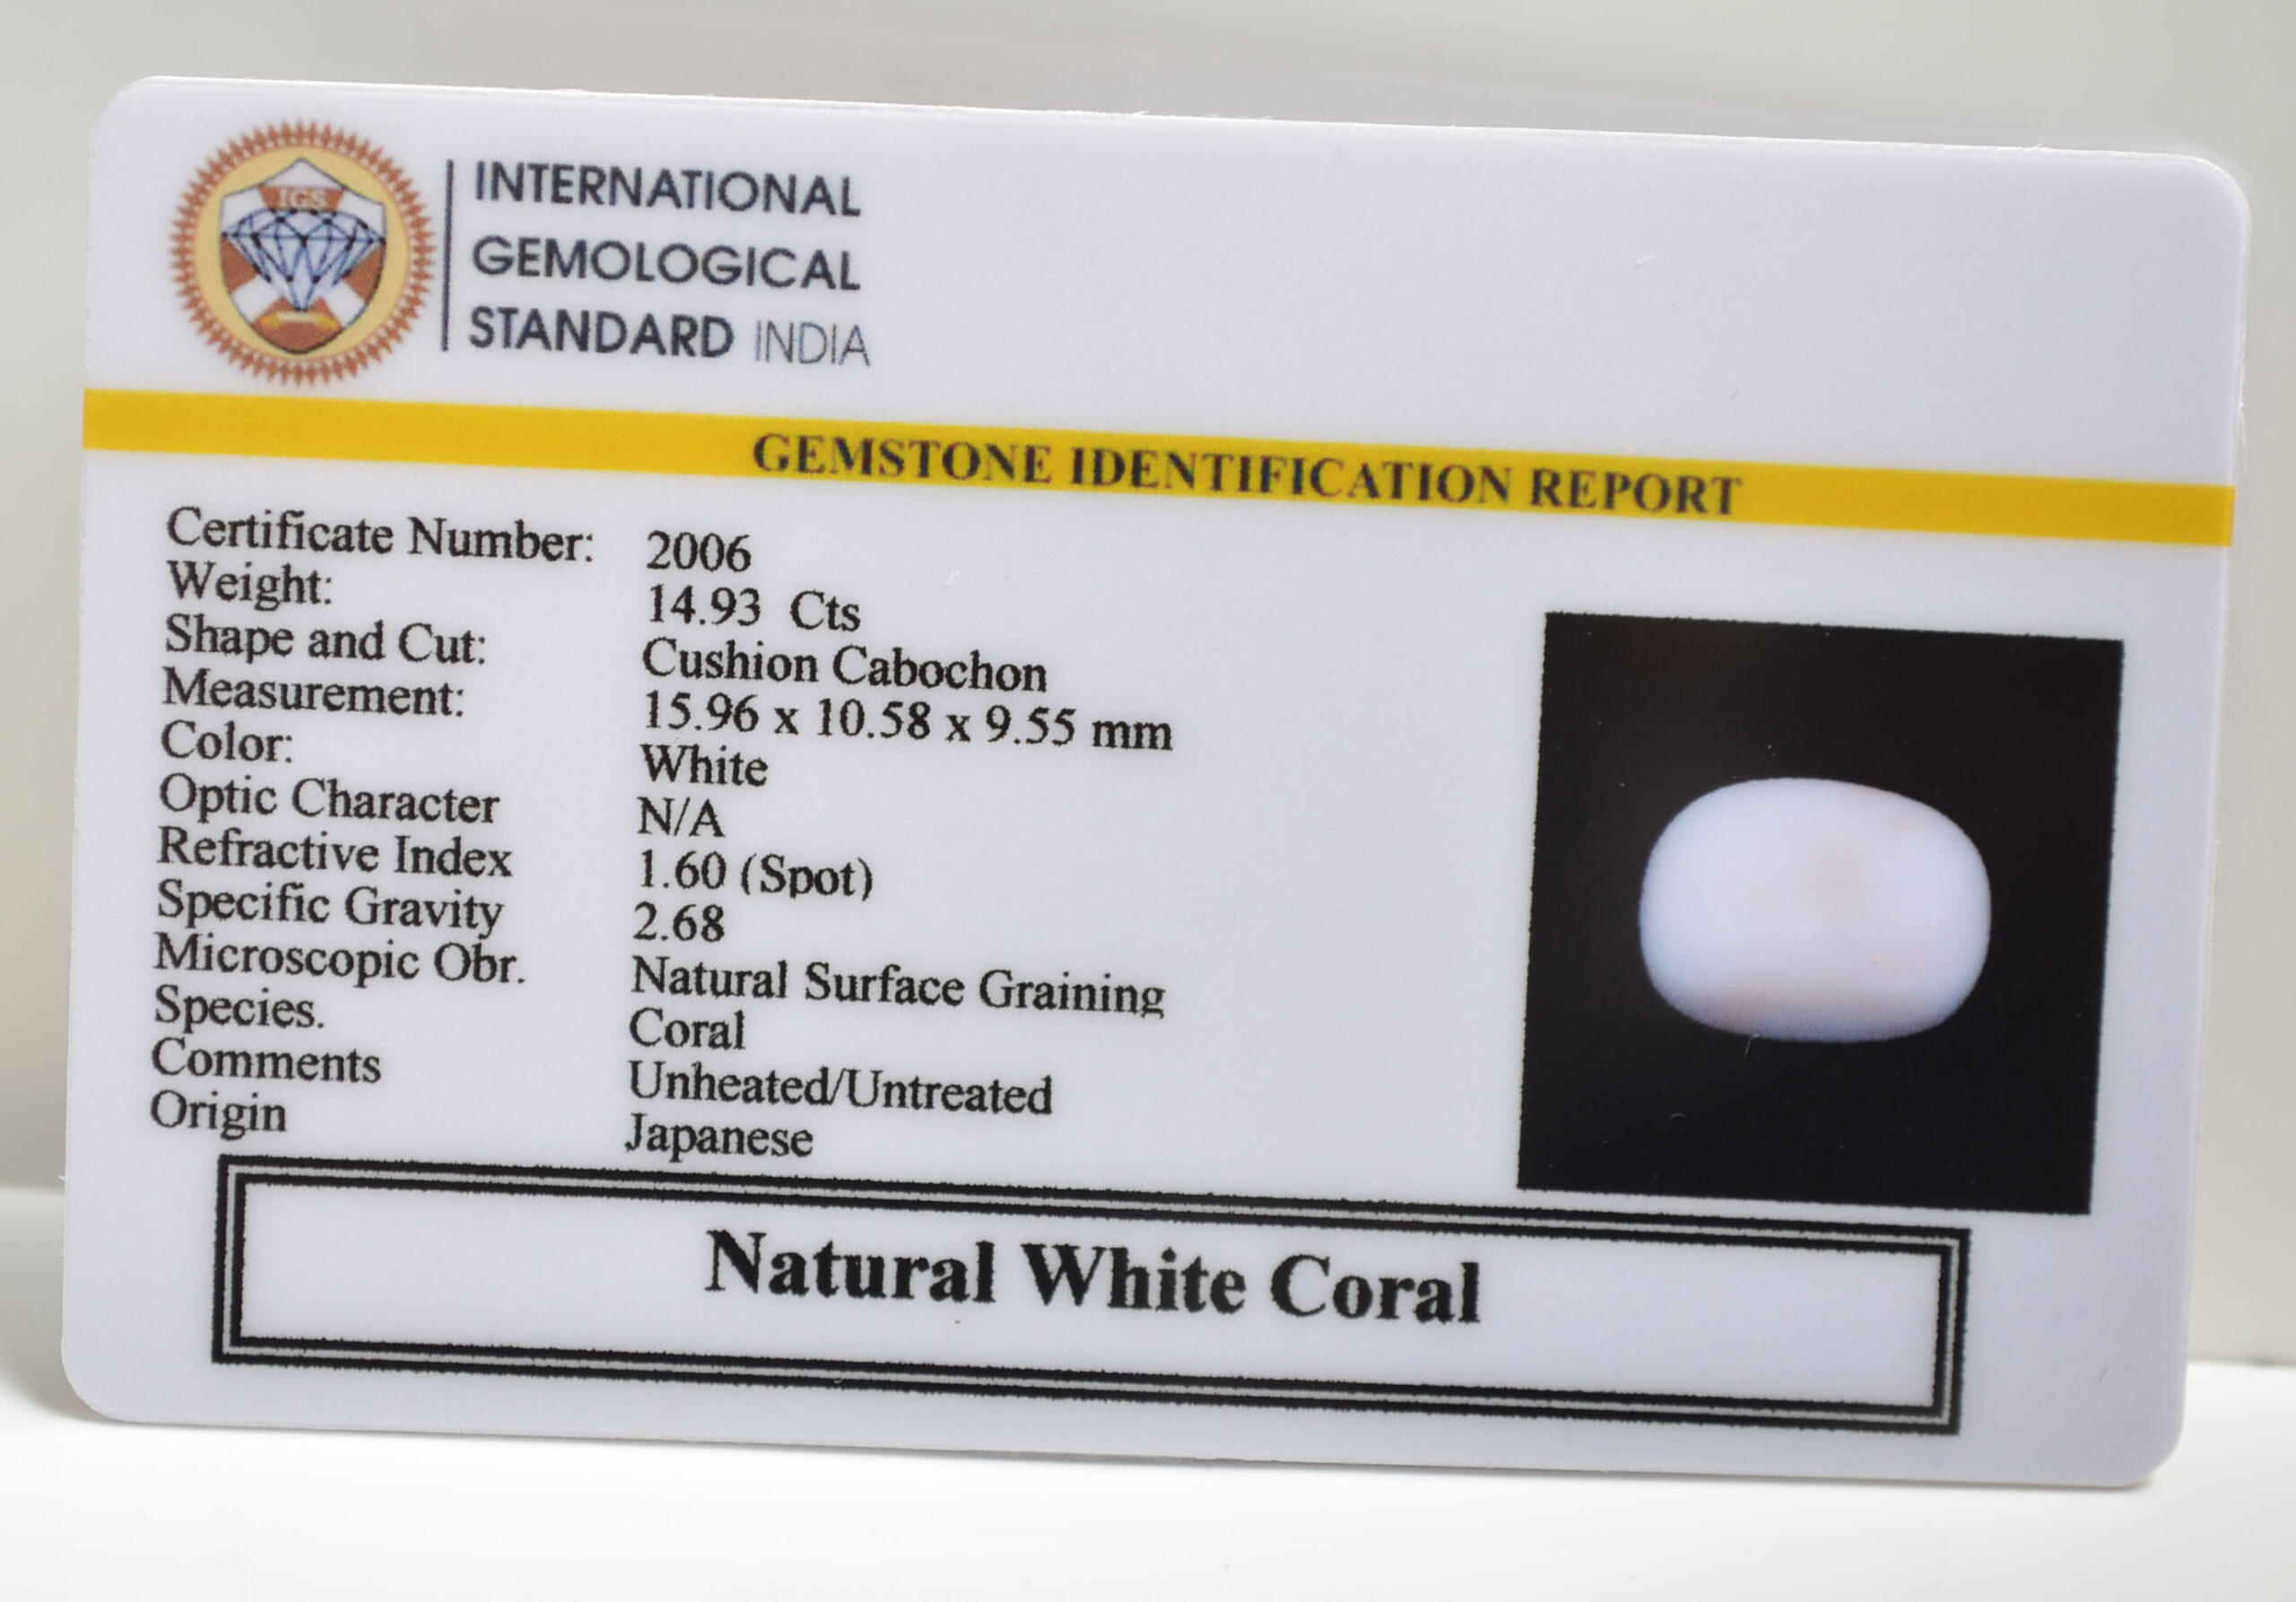 IGS
INTERNATIONAL
GEMOLOGICAL
STANDARD INDIA
GEMSTONE IDENTIFICATION REPORT
Certificate Number: 2006
Weight: 14.93 Cts
Shape and Cut: Cushion Cabochon
Measurement: 15.96 x 10.58 x 9.55 mm
Color: White
Optic Character N/A
Refractive Index 1.60 (Spot)
Specific Gravity 2.68
Microscopic Obr. Natural Surface Graining
Species. Coral
Comments Unheated/Untreated
Origin Japanese
Natural White Coral